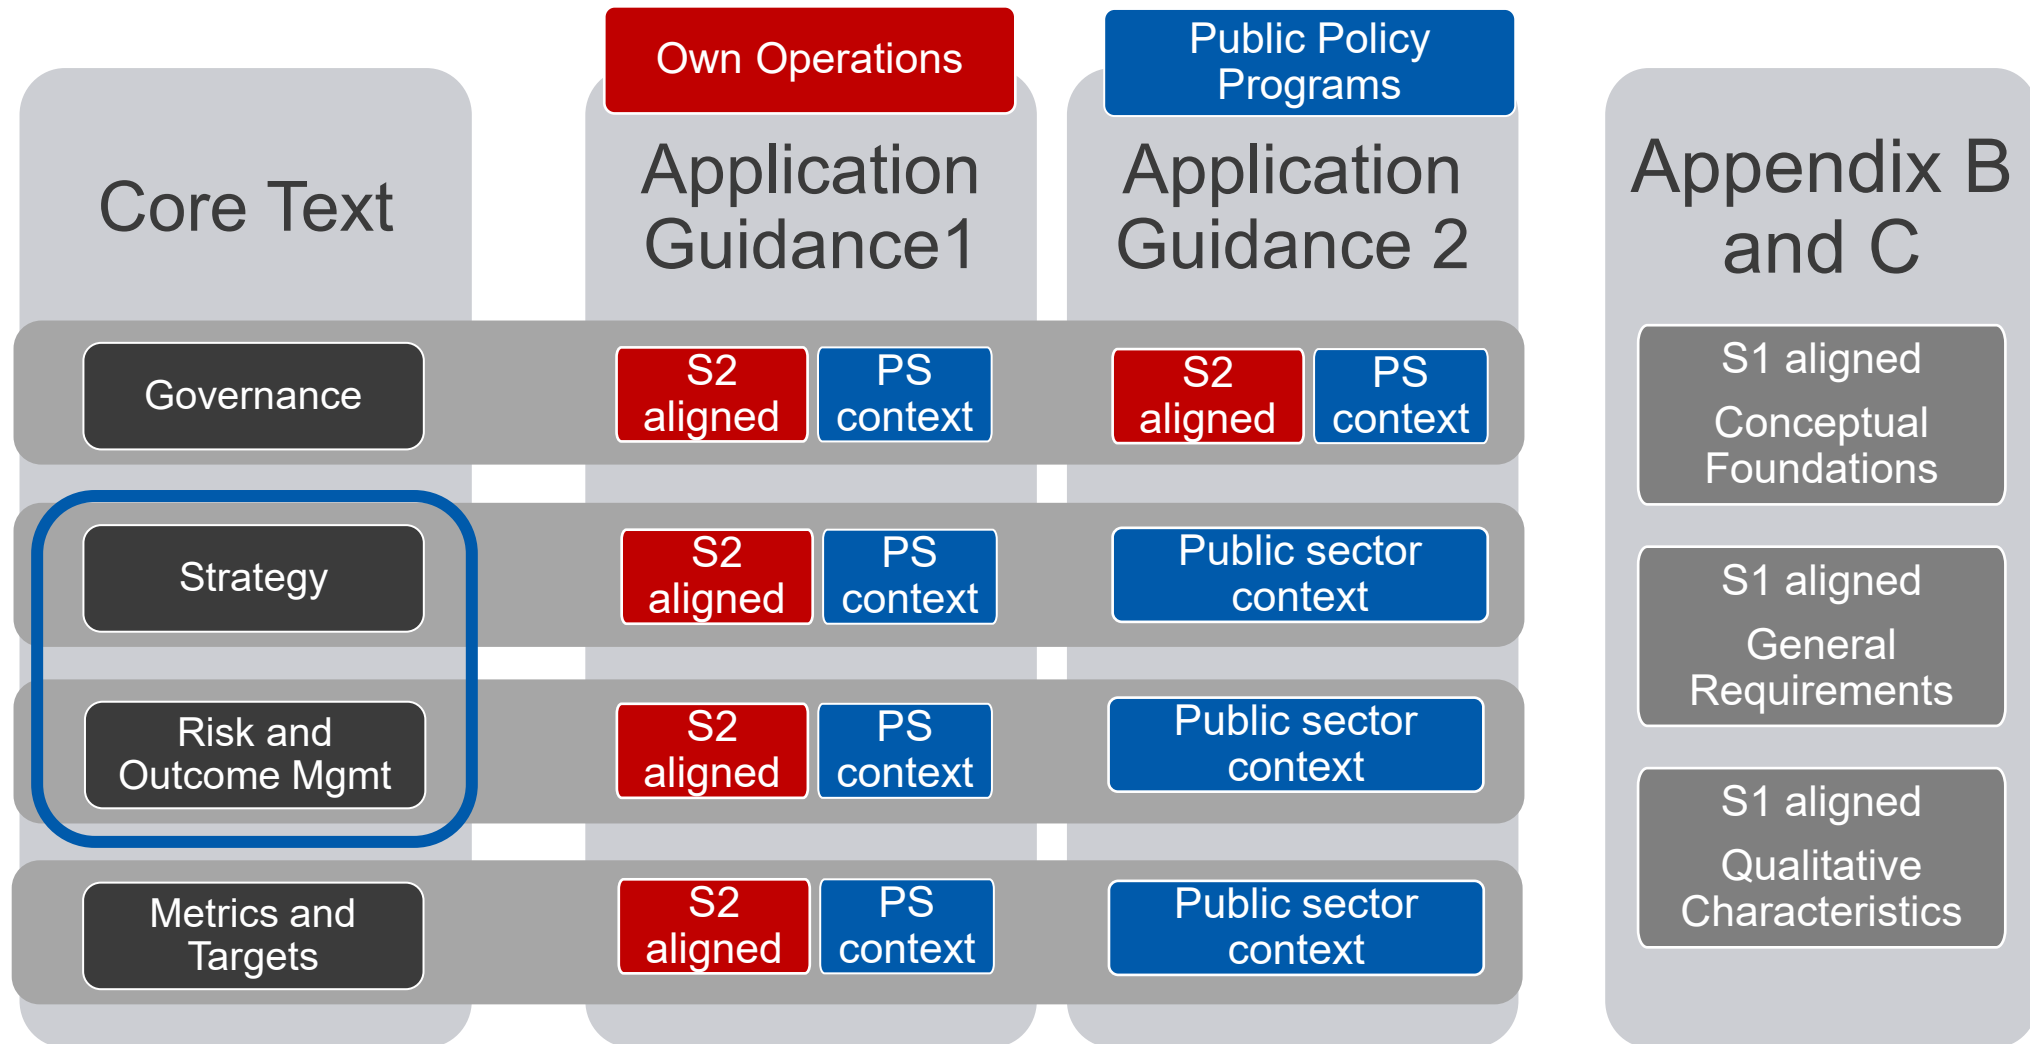 Own Operations
Public Policy
Programs
Core Text
Application
Guidance1
Application
Guidance 2
Appendix B
and C
Governance
S2
aligned
PS
context
S2
aligned
PS
context
Strategy
S2
aligned
PS
context
Public sector
context
Risk and
Outcome Mgmt
S2
aligned
PS
context
Public sector
context
Metrics and
Targets
S2
aligned
PS
context
Public sector
context
S1 aligned
Conceptual
Foundations
S1 aligned
General
Requirements
S1 aligned
Qualitative
Characteristics